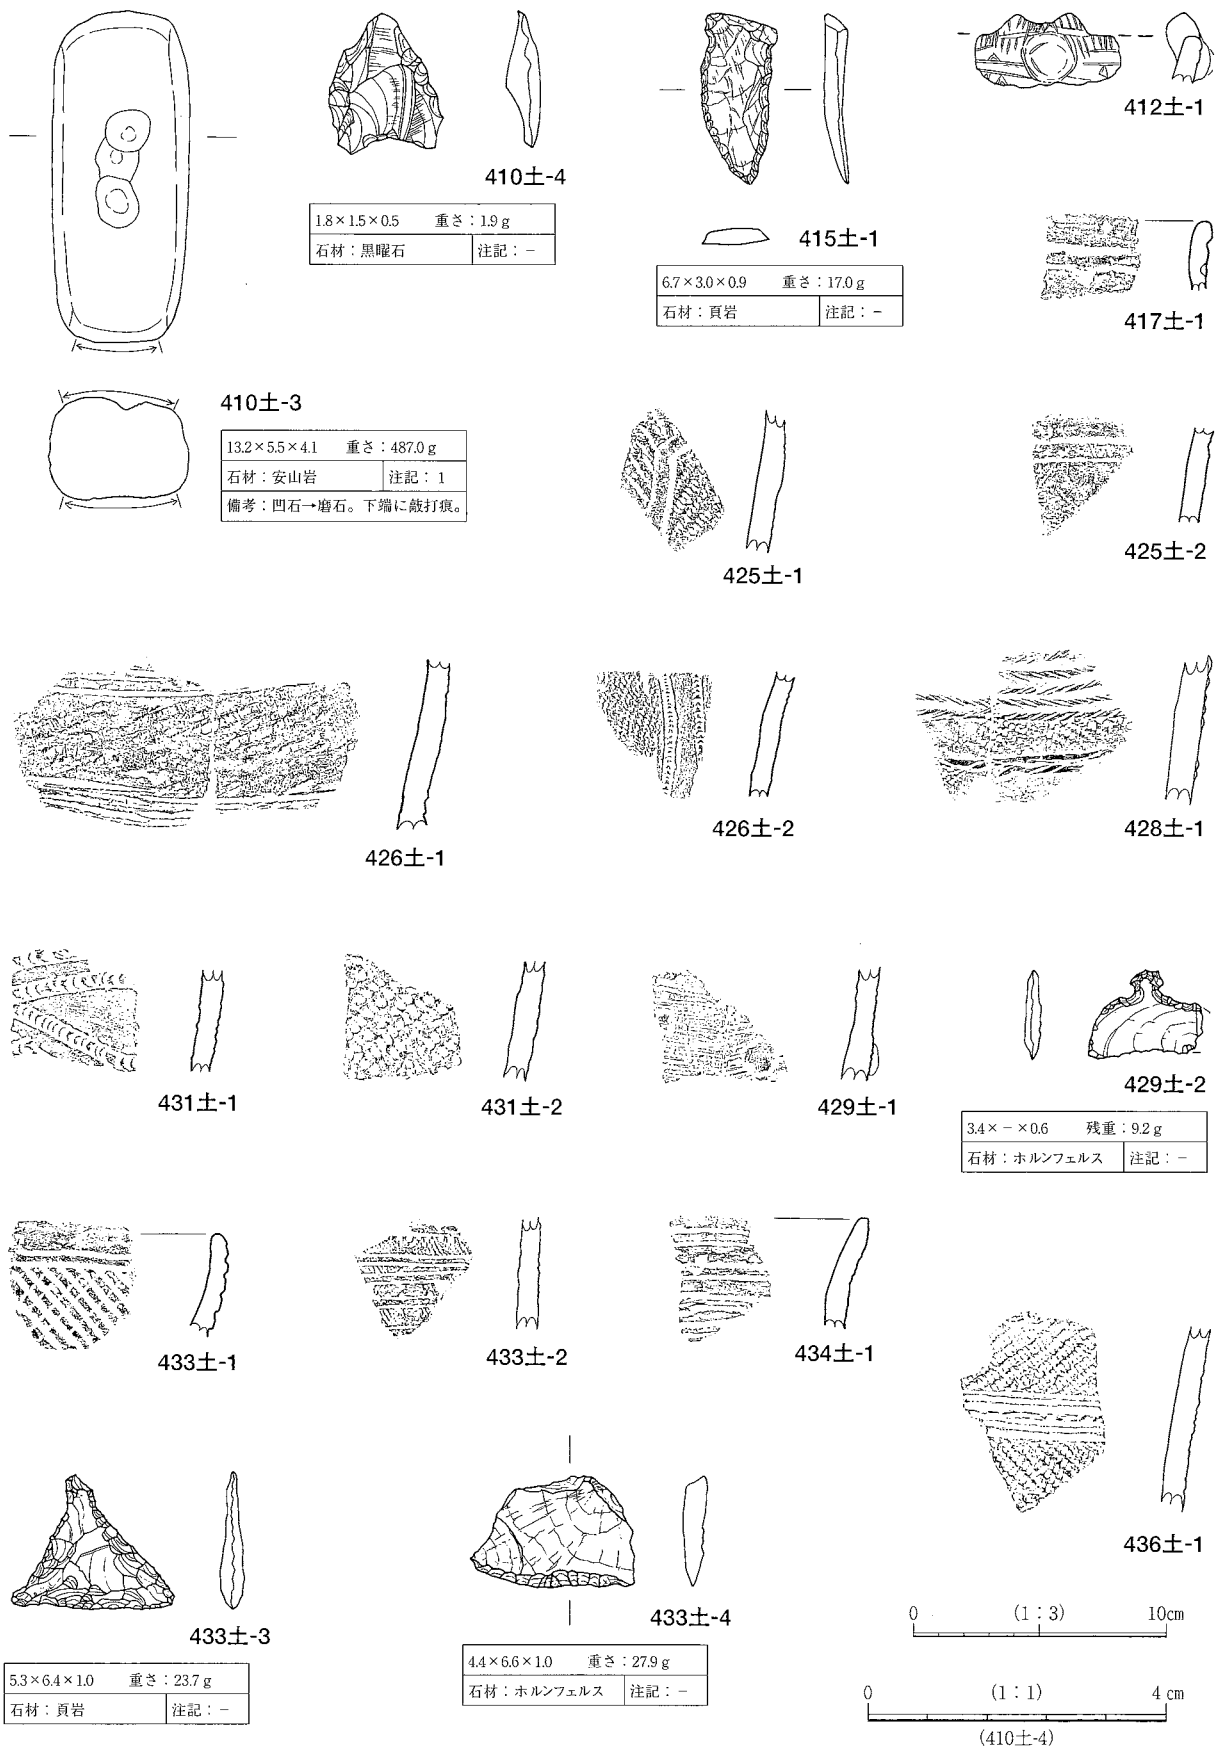 410土-4
1.8×1.5×0.5 重さ：1.9g
石材：黒曜石 注記：－
415土-1
6.7×3.0×0.9 重さ：17.0g
石材：頁岩 注記：－
412土-1
417土-1
410土-3
13.2×5.5×4.1 重さ：487.0g
石材：安山岩 注記：1
備考：凹石→磨石。下端に敲打痕。
425土-1
425土-2
426土-1
426土-2
428土-1
431土-1
431土-2
429土-1
429土-2
3.4×－×0.6 残重：9.2g
石材：ホルンフェルス 注記：－
433土-1
433土-2
434土-1
436土-1
433土-3
5.3×6.4×1.0 重さ：23.7g
石材：頁岩 注記：－
433土-4
4.4×6.6×1.0 重さ：27.9g
石材：ホルンフェルス 注記：－
0 (1：3) 10cm
0 (1：1) 4cm
(410土-4)